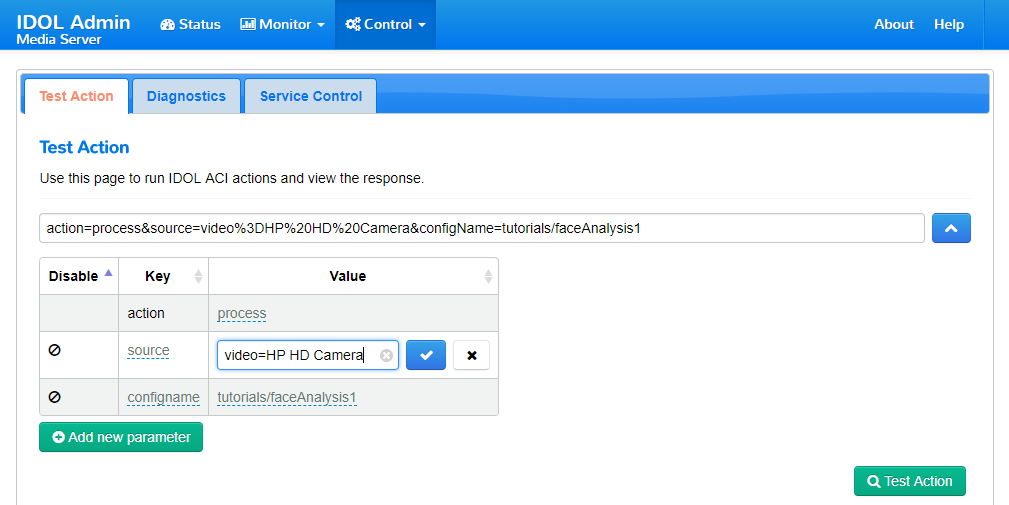 IDOL Admin
Media Server
Status
Monitor
Control
About
Help
Test Action
Diagnostics
Service Control
Test Action
Use this page to run IDOL ACI actions and view the response.
action=process&source=video%3DHP%20HD%20Camera&configName=tutorials/faceAnalysis1
Disable Key Value
action process
source video=HP HD Camera
configname tutorials/faceAnalysis1
Add new parameter
Test Action